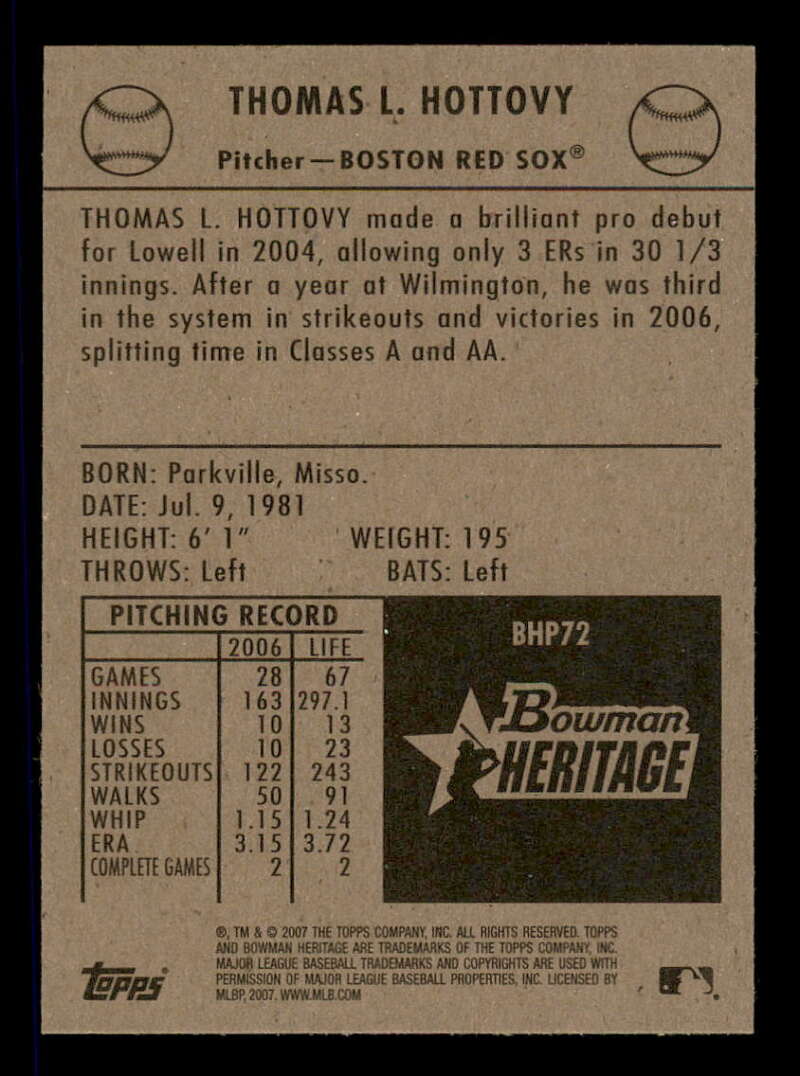 THOMAS L. HOTTOVY
Pitcher — BOSTON RED SOX®
THOMAS L. HOTTOVY made a brilliant pro debut
for Lowell in 2004, allowing only 3 ERs in 30 1/3
innings. After a year at Wilmington, he was third
in the system in strikeouts and victories in 2006,
splitting time in Classes A and AA.
BORN: Parkville, Misso.
DATE: Jul. 9, 1981
HEIGHT: 6' 1" WEIGHT: 195
THROWS: Left BATS: Left
PITCHING RECORD
2006 LIFE
GAMES 28 67
INNINGS 163 297.1
WINS 10 13
LOSSES 10 23
STRIKEOUTS 122 243
WALKS 50 91
WHIP 1.15 1.24
ERA 3.15 3.72
COMPLETE GAMES 2 2
BHP72
Bowman
HERITAGE
®, TM & © 2007 THE TOPPS COMPANY, INC. ALL RIGHTS RESERVED. TOPPS
AND BOWMAN HERITAGE ARE TRADEMARKS OF THE TOPPS COMPANY, INC.
MAJOR LEAGUE BASEBALL TRADEMARKS AND COPYRIGHTS ARE USED WITH
PERMISSION OF MAJOR LEAGUE BASEBALL PROPERTIES, INC. LICENSED BY
MLBP, 2007. WWW.MLB.COM
Topps